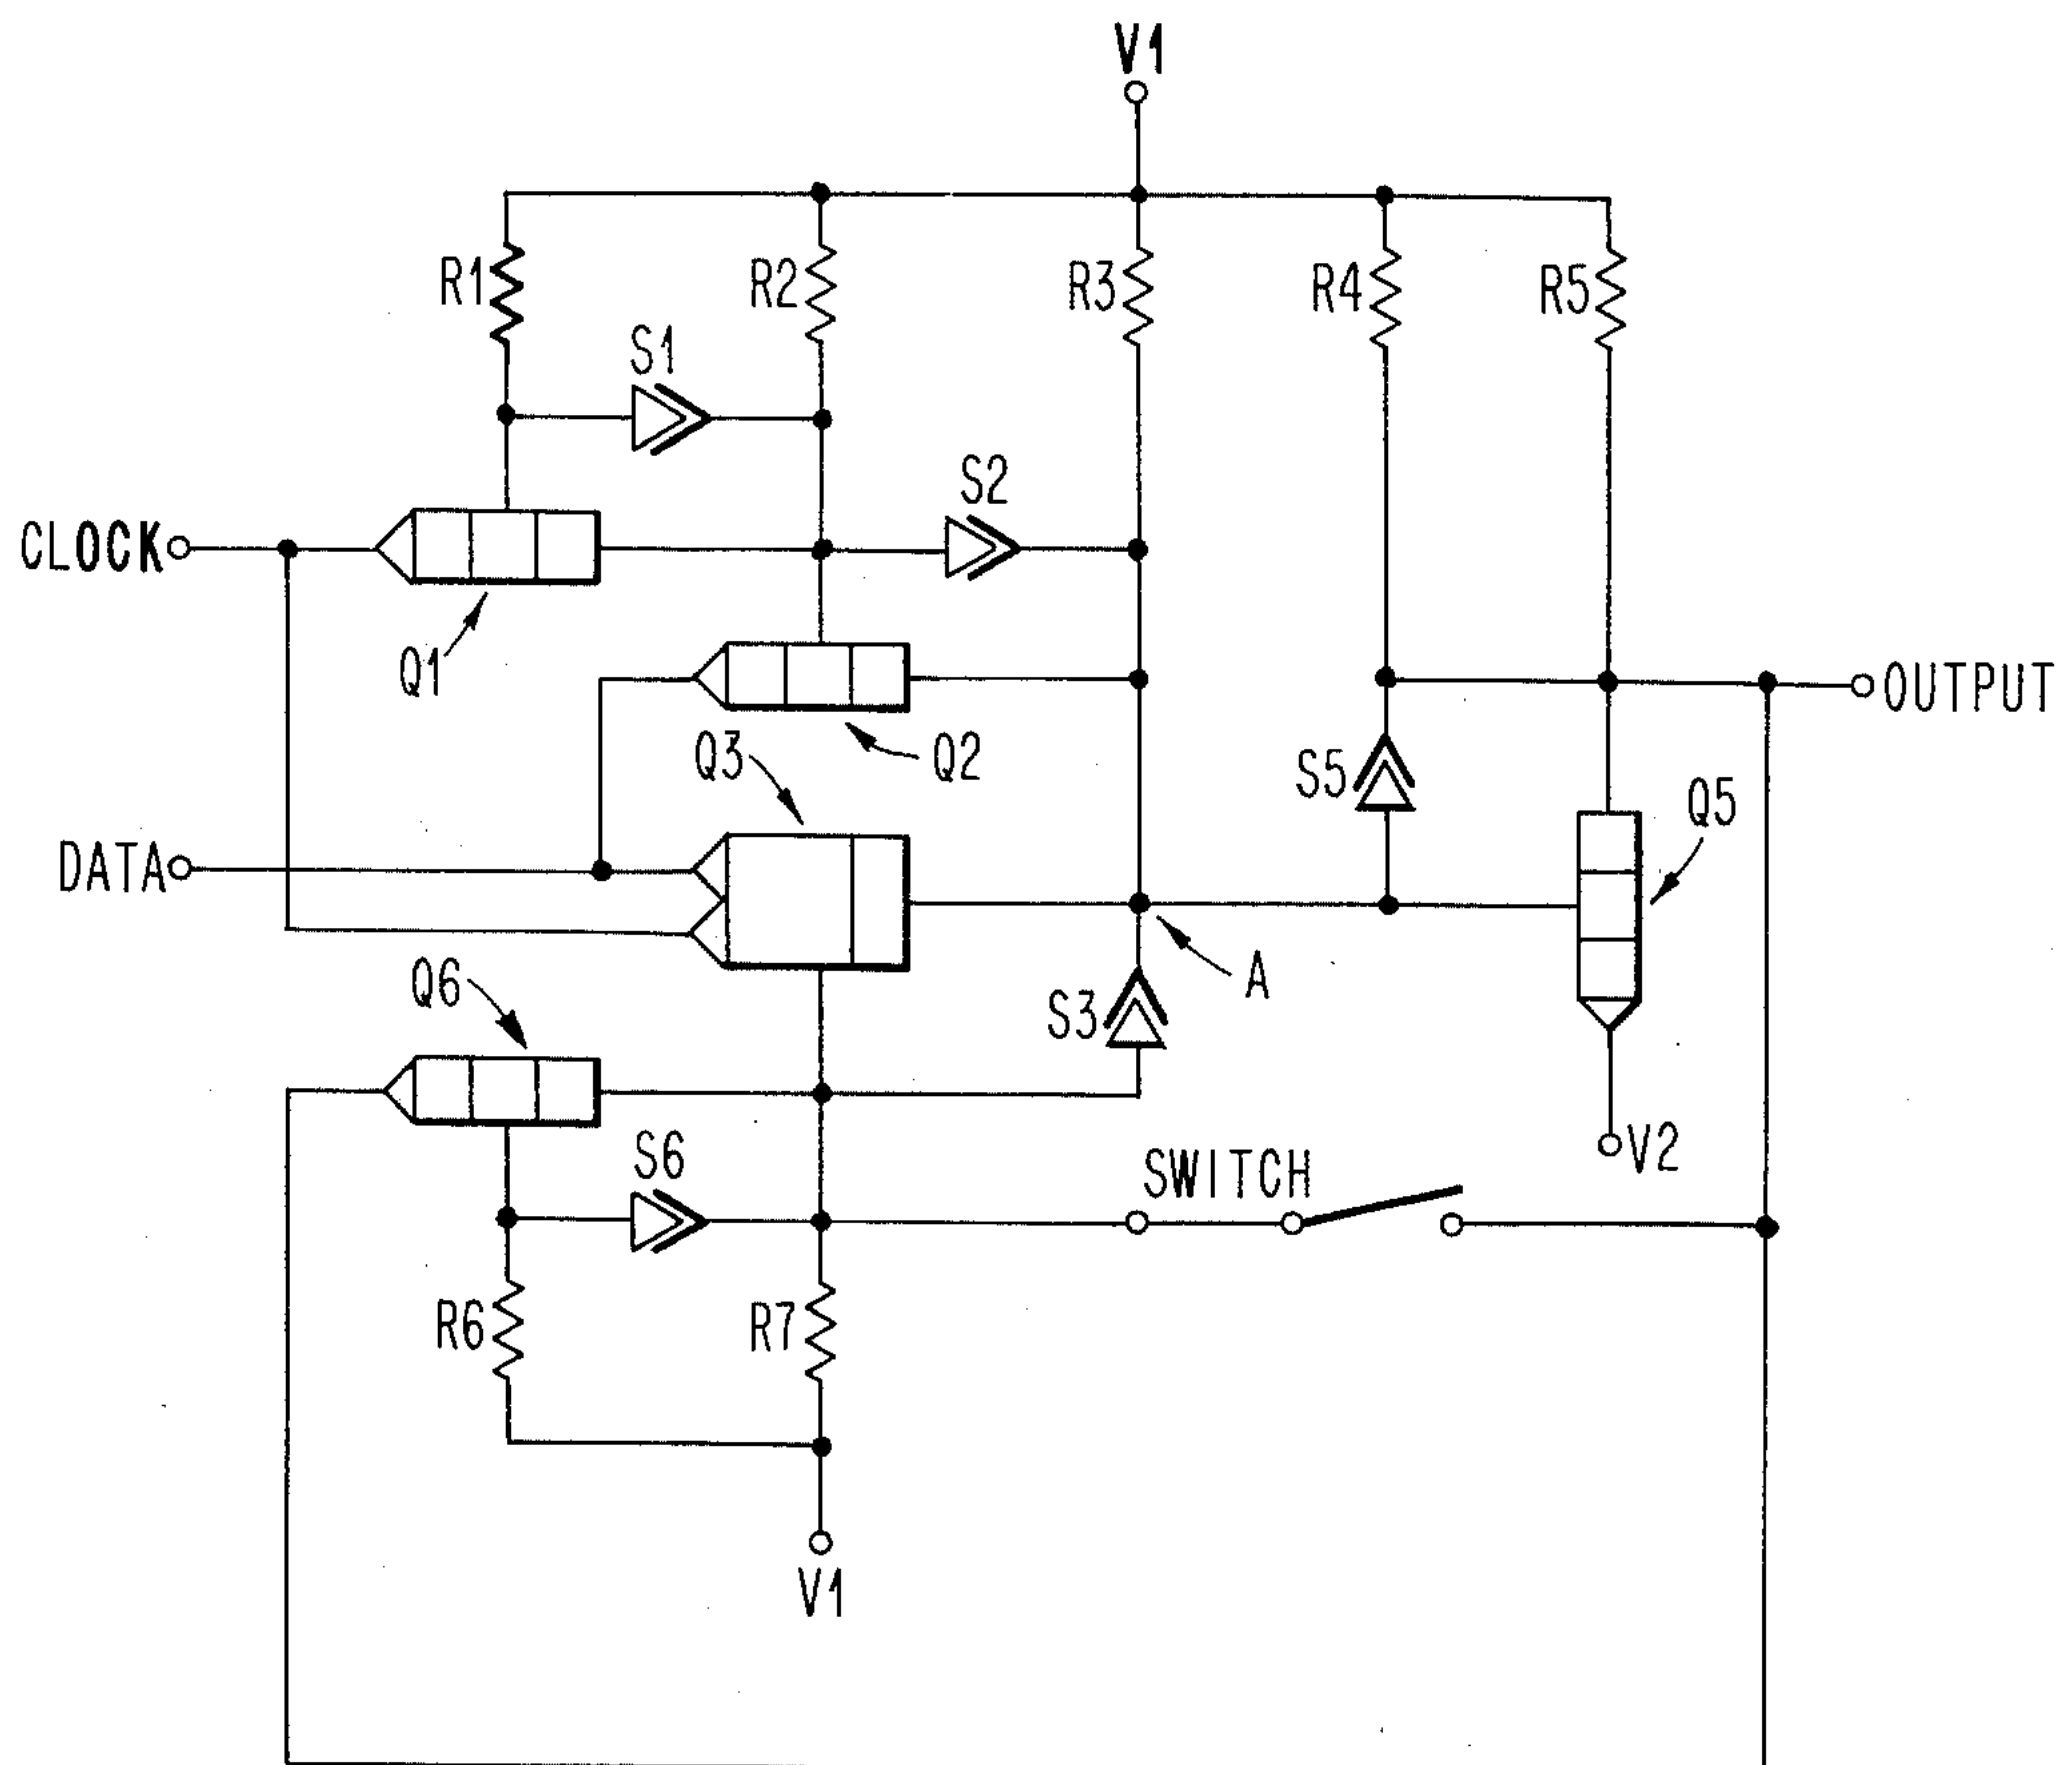 V1
R1
R2
R3
R4
R5
S1
S2
CLOCK
Q1
OUTPUT
Q3
Q2
S5
Q5
DATA
Q6
A
S3
S6
SWITCH
V2
R6
R7
V1